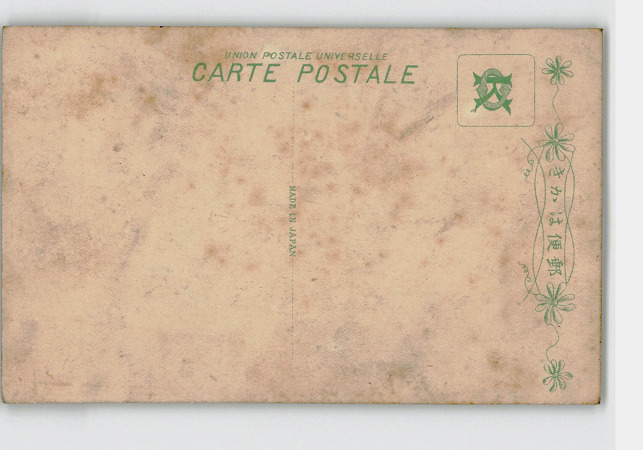 UNION POSTALE UNIVERSELLE
CARTE POSTALE
MADE IN JAPAN
きかは便郵